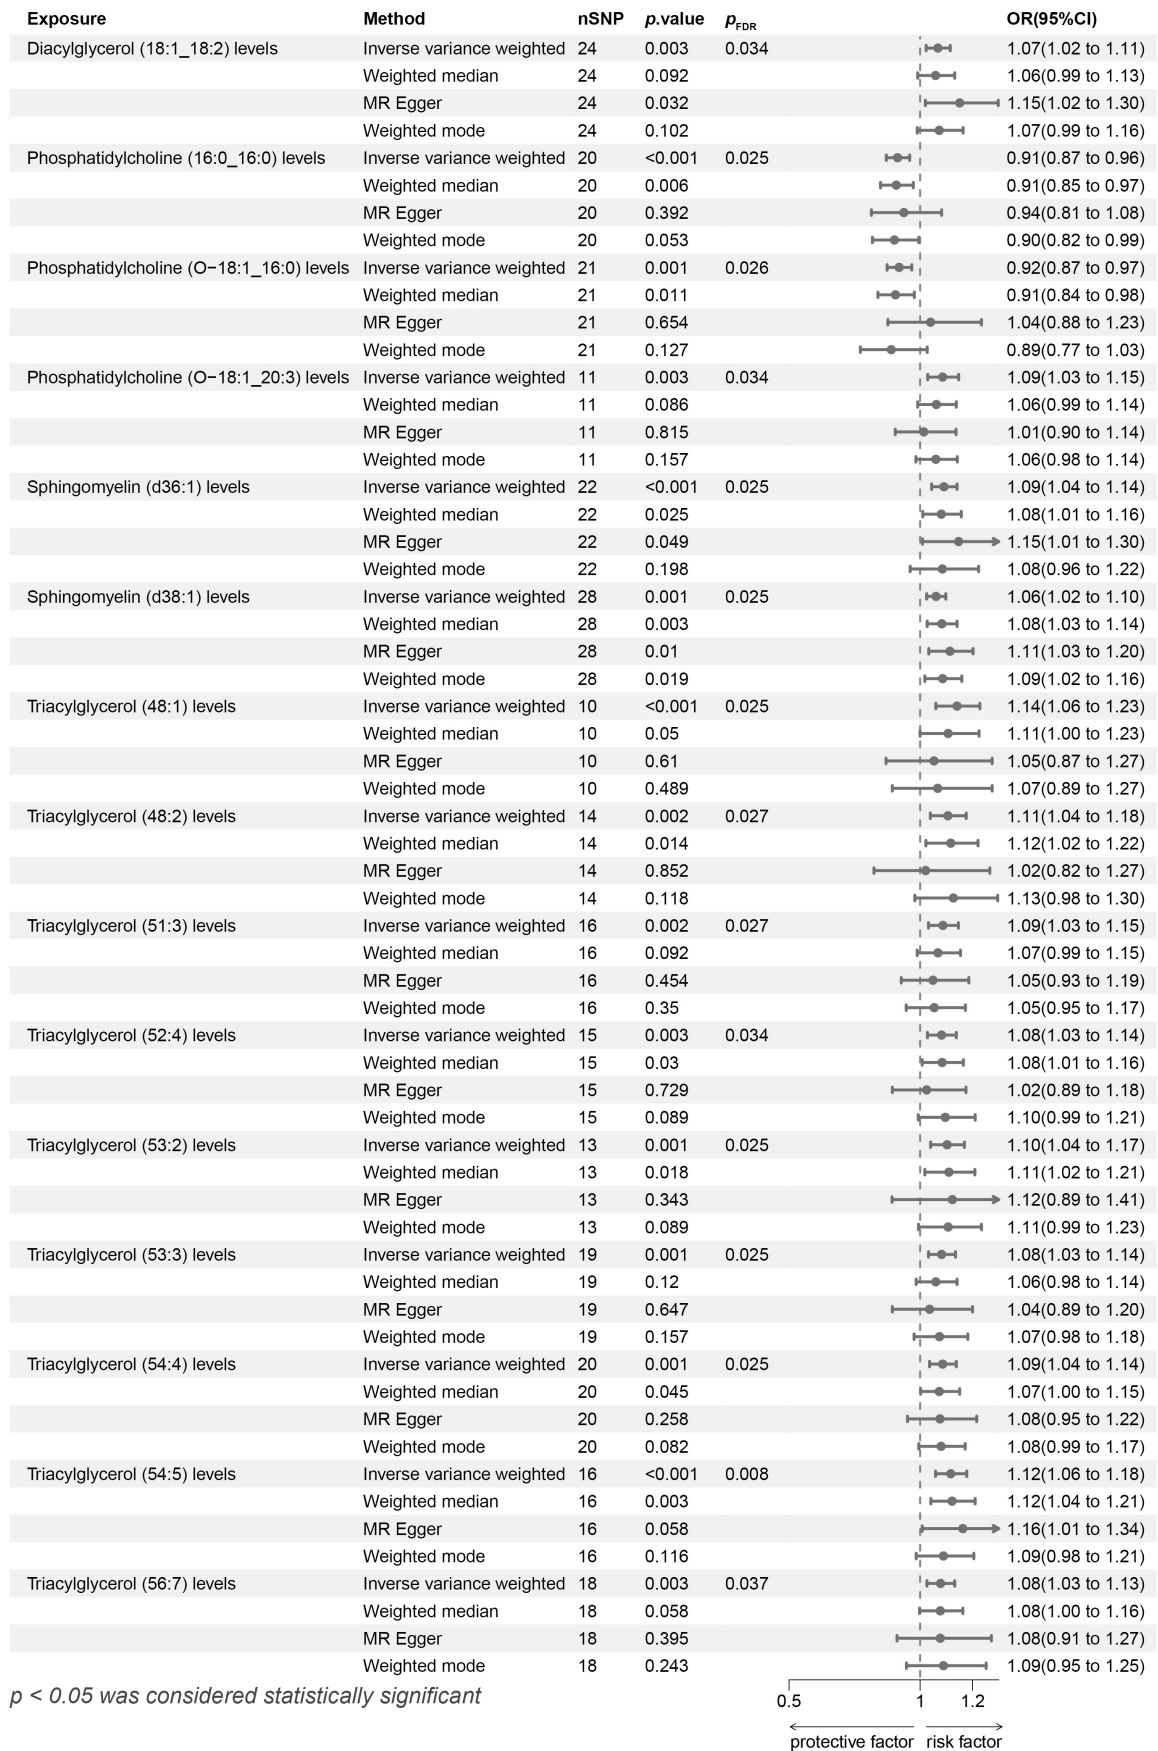 Exposure Method nSNP p.value pFDR OR(95%CI)
Diacylglycerol (18:1_18:2) levels Inverse variance weighted 24 0.003 0.034 1.07(1.02 to 1.11)
Weighted median 24 0.092 1.06(0.99 to 1.13)
MR Egger 24 0.032 1.15(1.02 to 1.30)
Weighted mode 24 0.102 1.07(0.99 to 1.16)
Phosphatidylcholine (16:0_16:0) levels Inverse variance weighted 20 <0.001 0.025 0.91(0.87 to 0.96)
Weighted median 20 0.006 0.91(0.85 to 0.97)
MR Egger 20 0.392 0.94(0.81 to 1.08)
Weighted mode 20 0.053 0.90(0.82 to 0.99)
Phosphatidylcholine (O−18:1_16:0) levels Inverse variance weighted 21 0.001 0.026 0.92(0.87 to 0.97)
Weighted median 21 0.011 0.91(0.84 to 0.98)
MR Egger 21 0.654 1.04(0.88 to 1.23)
Weighted mode 21 0.127 0.89(0.77 to 1.03)
Phosphatidylcholine (O−18:1_20:3) levels Inverse variance weighted 11 0.003 0.034 1.09(1.03 to 1.15)
Weighted median 11 0.086 1.06(0.99 to 1.14)
MR Egger 11 0.815 1.01(0.90 to 1.14)
Weighted mode 11 0.157 1.06(0.98 to 1.14)
Sphingomyelin (d36:1) levels Inverse variance weighted 22 <0.001 0.025 1.09(1.04 to 1.14)
Weighted median 22 0.025 1.08(1.01 to 1.16)
MR Egger 22 0.049 1.15(1.01 to 1.30)
Weighted mode 22 0.198 1.08(0.96 to 1.22)
Sphingomyelin (d38:1) levels Inverse variance weighted 28 0.001 0.025 1.06(1.02 to 1.10)
Weighted median 28 0.003 1.08(1.03 to 1.14)
MR Egger 28 0.01 1.11(1.03 to 1.20)
Weighted mode 28 0.019 1.09(1.02 to 1.16)
Triacylglycerol (48:1) levels Inverse variance weighted 10 <0.001 0.025 1.14(1.06 to 1.23)
Weighted median 10 0.05 1.11(1.00 to 1.23)
MR Egger 10 0.61 1.05(0.87 to 1.27)
Weighted mode 10 0.489 1.07(0.89 to 1.27)
Triacylglycerol (48:2) levels Inverse variance weighted 14 0.002 0.027 1.11(1.04 to 1.18)
Weighted median 14 0.014 1.12(1.02 to 1.22)
MR Egger 14 0.852 1.02(0.82 to 1.27)
Weighted mode 14 0.118 1.13(0.98 to 1.30)
Triacylglycerol (51:3) levels Inverse variance weighted 16 0.002 0.027 1.09(1.03 to 1.15)
Weighted median 16 0.092 1.07(0.99 to 1.15)
MR Egger 16 0.454 1.05(0.93 to 1.19)
Weighted mode 16 0.35 1.05(0.95 to 1.17)
Triacylglycerol (52:4) levels Inverse variance weighted 15 0.003 0.034 1.08(1.03 to 1.14)
Weighted median 15 0.03 1.08(1.01 to 1.16)
MR Egger 15 0.729 1.02(0.89 to 1.18)
Weighted mode 15 0.089 1.10(0.99 to 1.21)
Triacylglycerol (53:2) levels Inverse variance weighted 13 0.001 0.025 1.10(1.04 to 1.17)
Weighted median 13 0.018 1.11(1.02 to 1.21)
MR Egger 13 0.343 1.12(0.89 to 1.41)
Weighted mode 13 0.089 1.11(0.99 to 1.23)
Triacylglycerol (53:3) levels Inverse variance weighted 19 0.001 0.025 1.08(1.03 to 1.14)
Weighted median 19 0.12 1.06(0.98 to 1.14)
MR Egger 19 0.647 1.04(0.89 to 1.20)
Weighted mode 19 0.157 1.07(0.98 to 1.18)
Triacylglycerol (54:4) levels Inverse variance weighted 20 0.001 0.025 1.09(1.04 to 1.14)
Weighted median 20 0.045 1.07(1.00 to 1.15)
MR Egger 20 0.258 1.08(0.95 to 1.22)
Weighted mode 20 0.082 1.08(0.99 to 1.17)
Triacylglycerol (54:5) levels Inverse variance weighted 16 <0.001 0.008 1.12(1.06 to 1.18)
Weighted median 16 0.003 1.12(1.04 to 1.21)
MR Egger 16 0.058 1.16(1.01 to 1.34)
Weighted mode 16 0.116 1.09(0.98 to 1.21)
Triacylglycerol (56:7) levels Inverse variance weighted 18 0.003 0.037 1.08(1.03 to 1.13)
Weighted median 18 0.058 1.08(1.00 to 1.16)
MR Egger 18 0.395 1.08(0.91 to 1.27)
Weighted mode 18 0.243 1.09(0.95 to 1.25)
p < 0.05 was considered statistically significant
0.5 1 1.2
protective factor risk factor